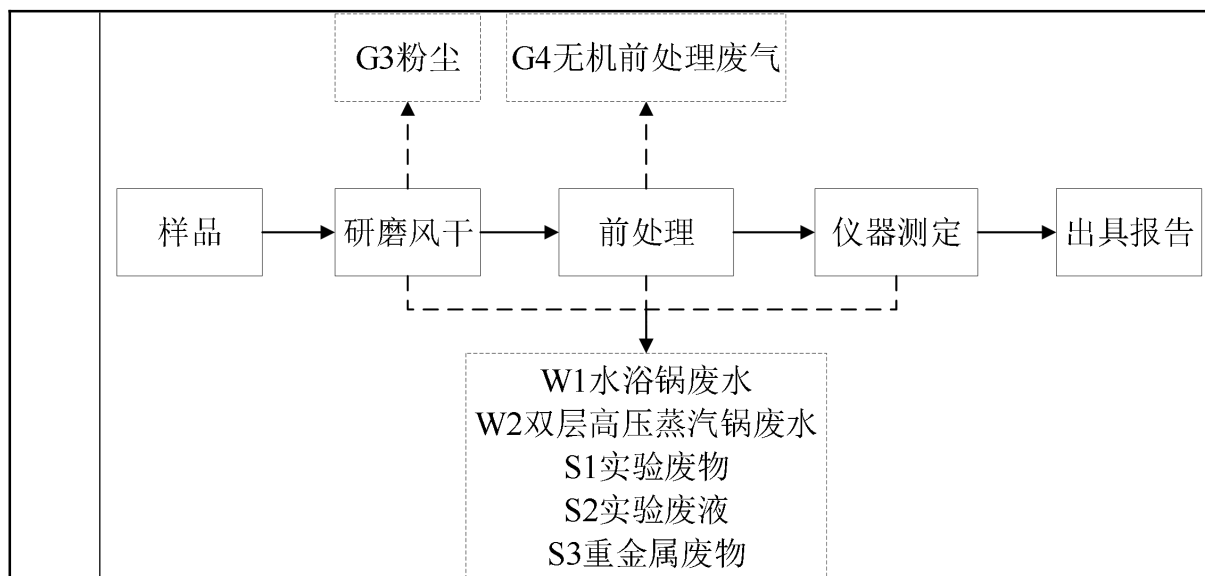 G3粉尘
G4无机前处理废气
样品
研磨风干
前处理
仪器测定
出具报告
W1水浴锅废水
W2双层高压蒸汽锅废水
S1实验废物
S2实验废液
S3重金属废物